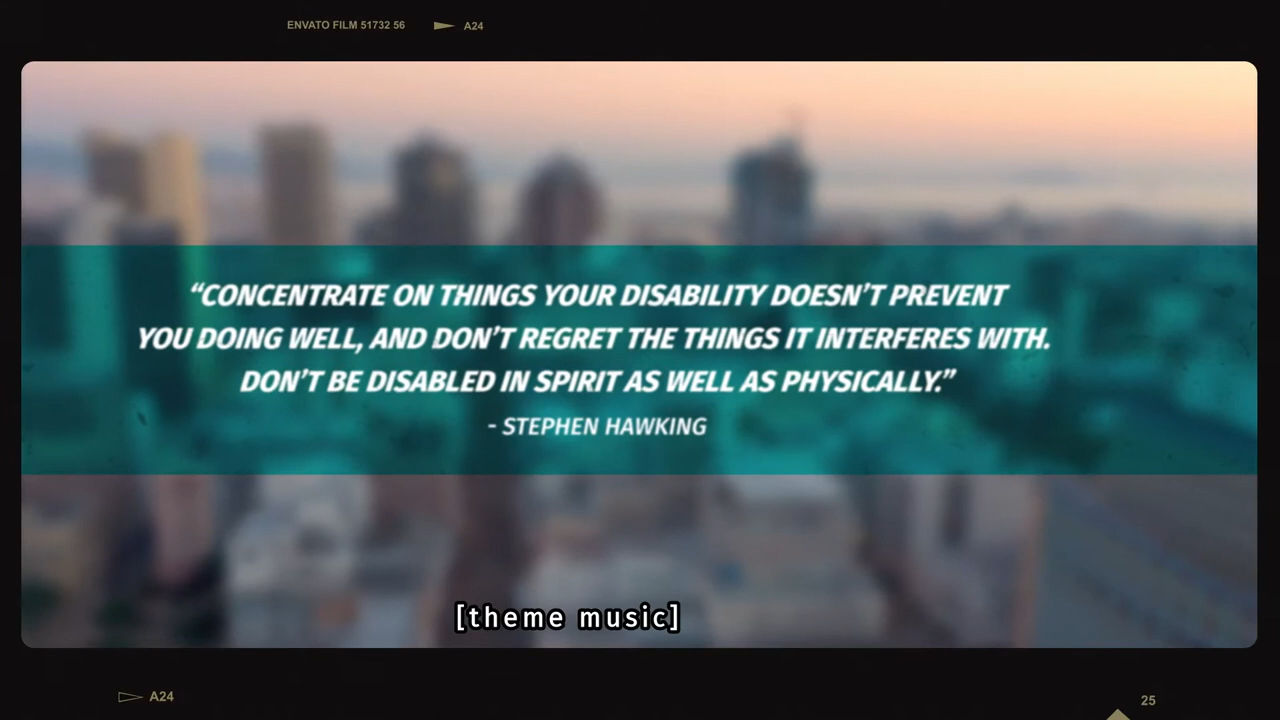 ENVATO FILM 51732 56 A24
“CONCENTRATE ON THINGS YOUR DISABILITY DOESN’T PREVENT
YOU DOING WELL, AND DON’T REGRET THE THINGS IT INTERFERES WITH.
DON’T BE DISABLED IN SPIRIT AS WELL AS PHYSICALLY.”
- STEPHEN HAWKING
[theme music]
A24
25